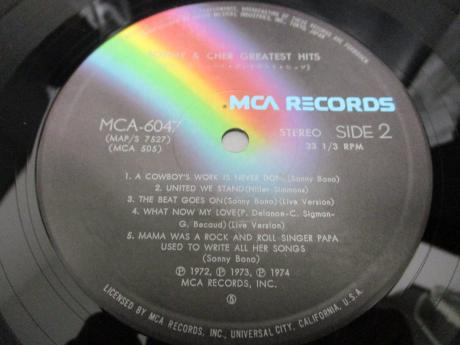 & CHER GREATEST HITS
MCA RECORDS
MCA-6047
(MAP/S 7527)
(MCA 505)
STEREO SIDE 2
33 1/3 RPM
1. A COWBOY'S WORK IS NEVER DONE (Sonny Bono)
2. UNITED WE STAND (Hiller-Simmons)
3. THE BEAT GOES ON (Sonny Bono) (Live Version)
4. WHAT NOW MY LOVE (P. Delanoe-C. Sigman-
G. Becaud) (Live Version)
5. MAMA WAS A ROCK AND ROLL SINGER PAPA
USED TO WRITE ALL HER SONGS
(Sonny Bono)
Ⓟ 1972, Ⓟ 1973, Ⓟ 1974
MCA RECORDS, INC.
Ⓢ
LICENSED BY MCA RECORDS, INC., UNIVERSAL CITY, CALIFORNIA, U.S.A.